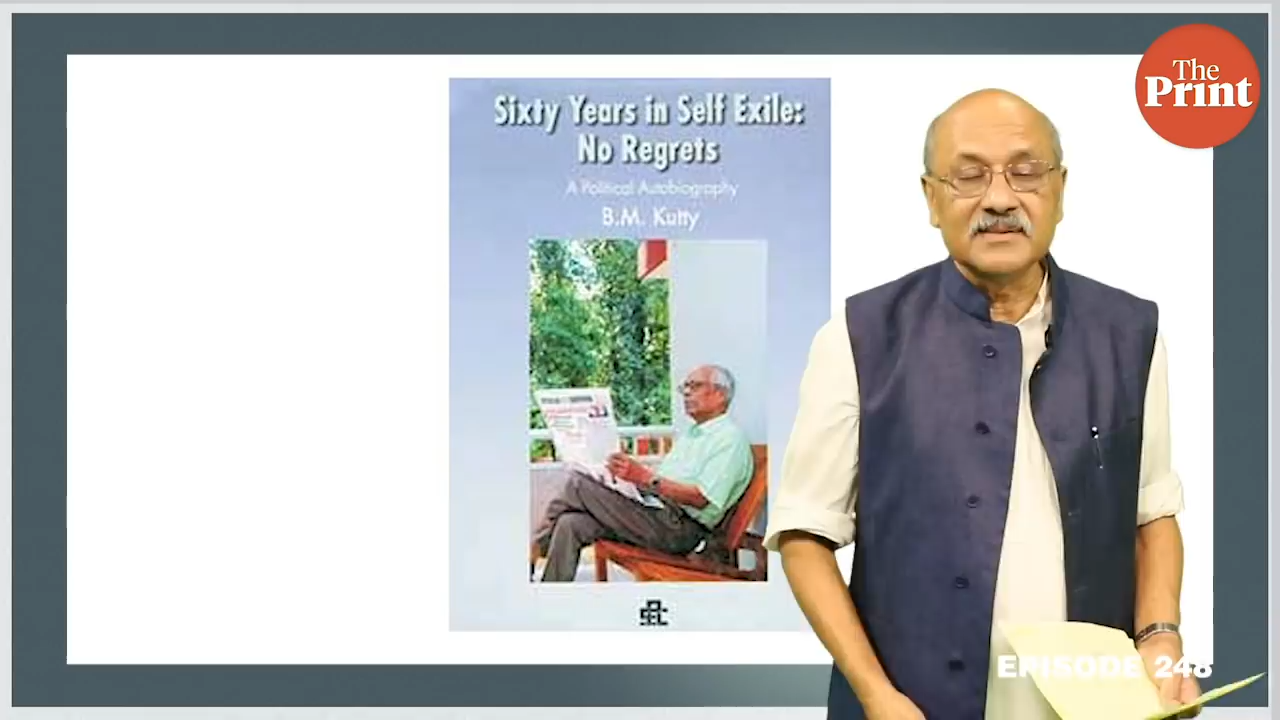 The
Print
Sixty Years in Self Exile:
No Regrets
A Political Autobiography
B.M. Kutty
EPISODE 248